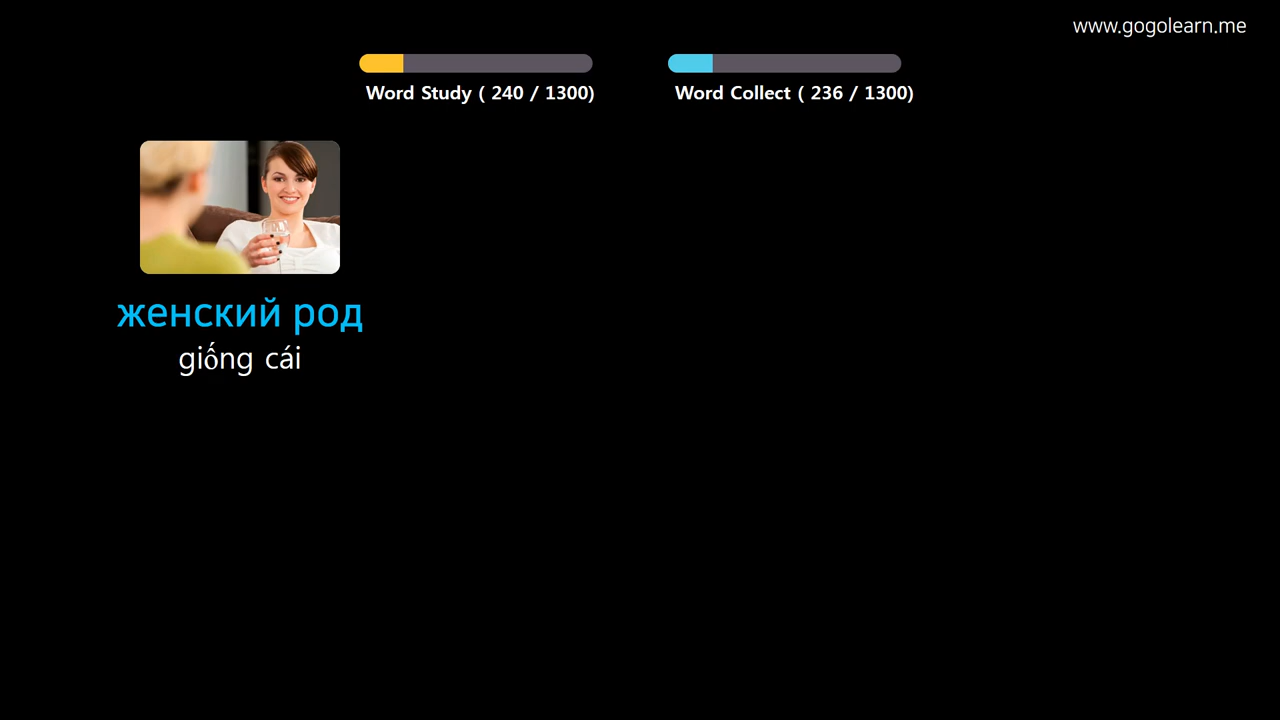 www.gogolearn.me
Word Study ( 240 / 1300)
Word Collect ( 236 / 1300)
женский род
giống cái